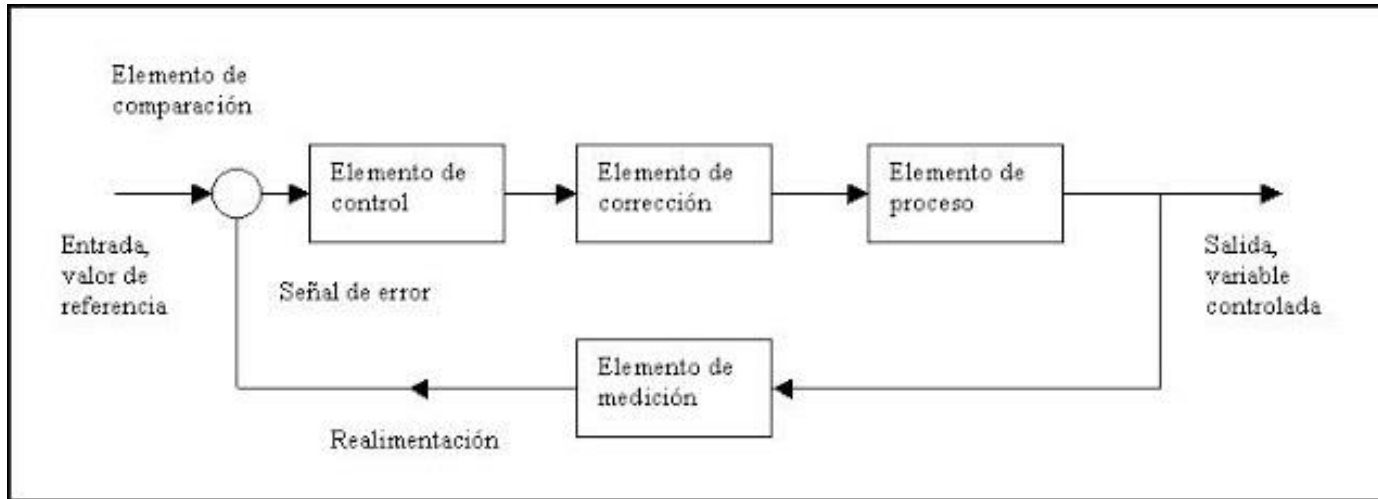 Elemento de
comparación
Elemento de
control
Elemento de
corrección
Elemento de
proceso
Entrada,
valor de
referencia
Señal de error
Salida,
variable
controlada
Elemento de
medición
Realimentación